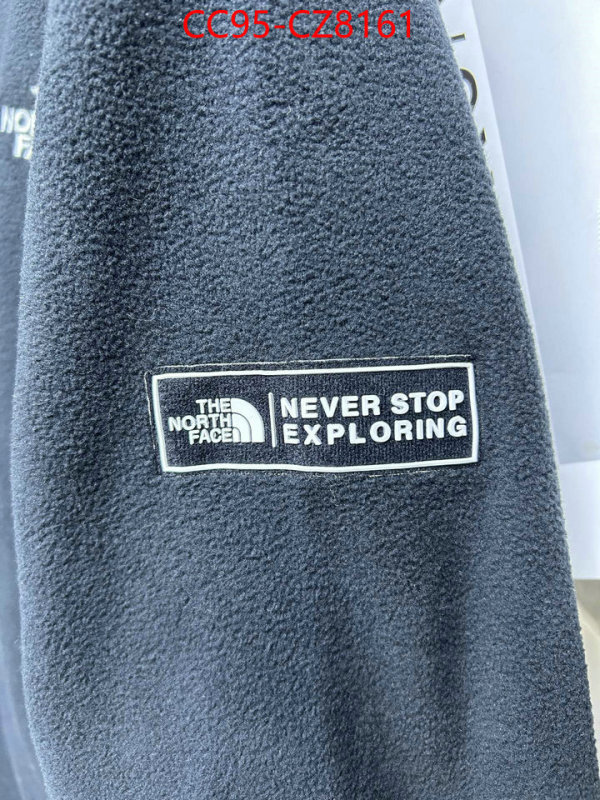 CC95-CZ8161
THE
NORTH
FACE
NEVER STOP
EXPLORING